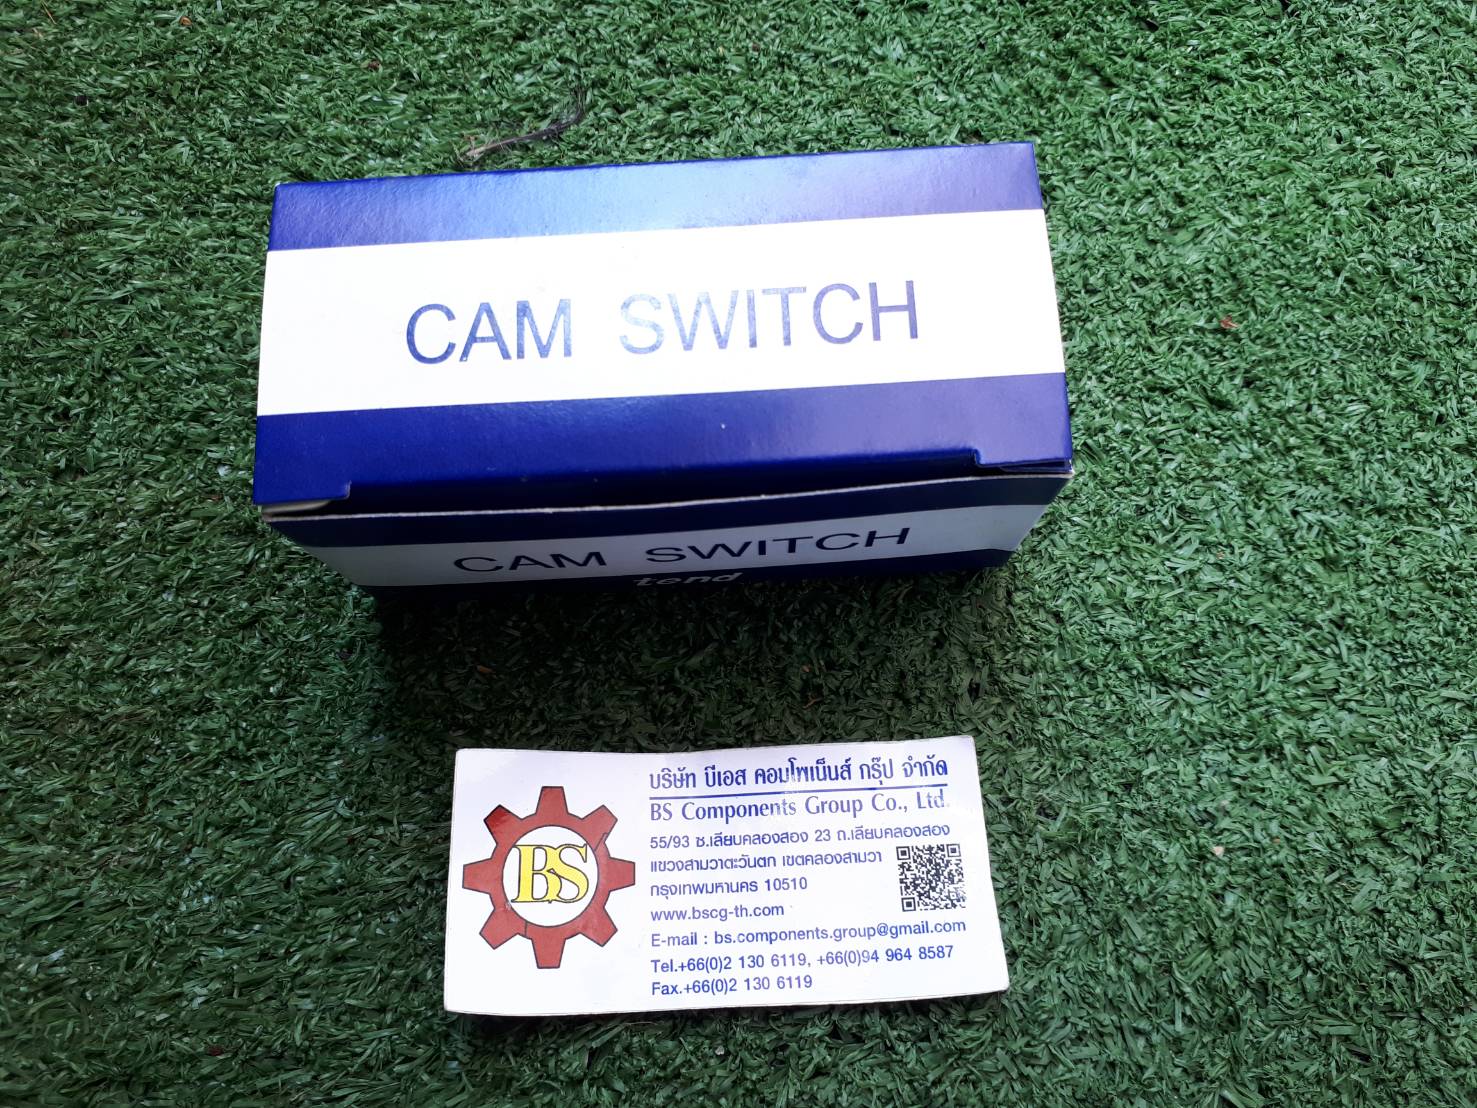 CAM SWITCH
CAM SWITCH
tend
BS
บริษัท บีเอส คอมโพเน็นส์ กรุ๊ป จำกัด
BS Components Group Co., Ltd.
55/93 ซ.เลียบคลองสอง 23 ถ.เลียบคลองสอง
แขวงสามวาตะวันตก เขตคลองสามวา
กรุงเทพมหานคร 10510
www.bscg-th.com
E-mail : bs.components.group@gmail.com
Tel.+66(0)2 130 6119, +66(0)94 964 8587
Fax.+66(0)2 130 6119